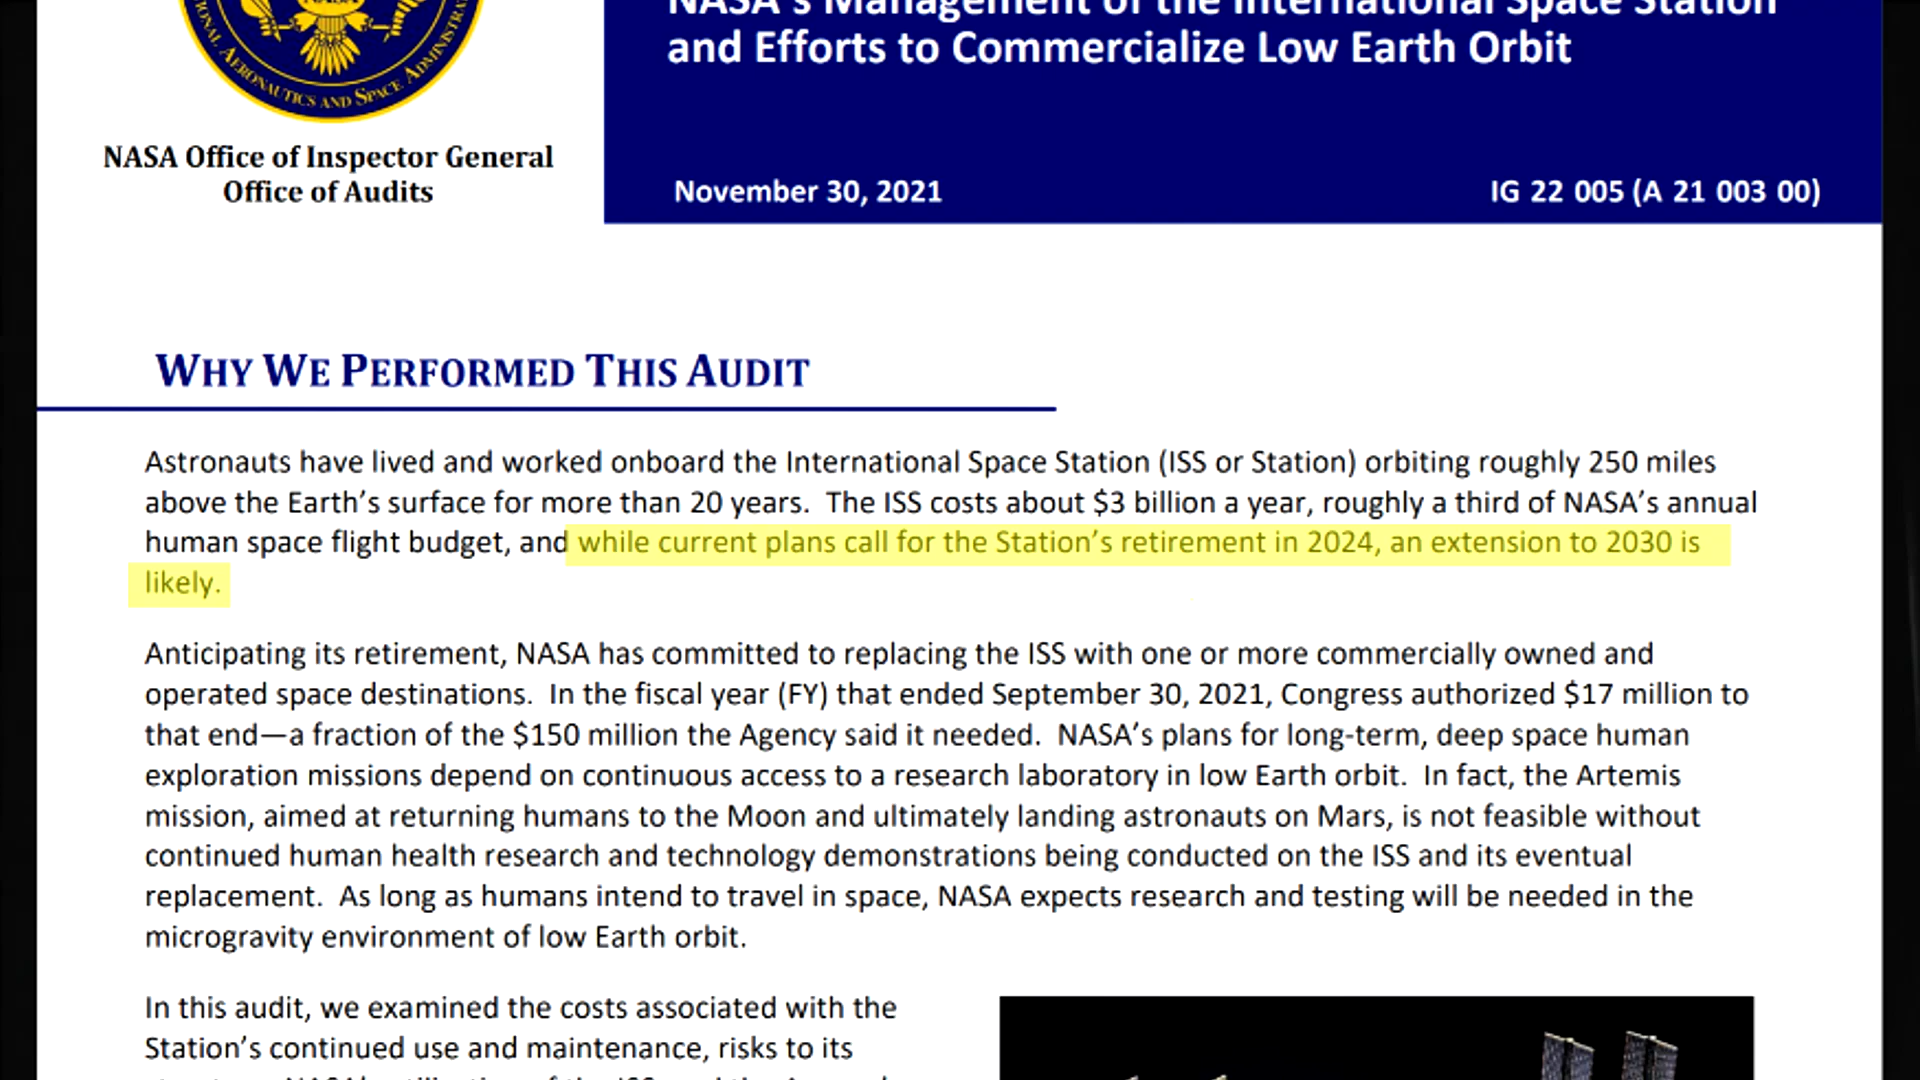 NASA's Management of the International Space Station
and Efforts to Commercialize Low Earth Orbit
NASA
AERONAUTICS AND SPACE
NASA Office of Inspector General
Office of Audits
November 30, 2021
IG 22 005 (A 21 003 00)
WHY WE PERFORMED THIS AUDIT
Astronauts have lived and worked onboard the International Space Station (ISS or Station) orbiting roughly 250 miles
above the Earth's surface for more than 20 years. The ISS costs about $3 billion a year, roughly a third of NASA's annual
human space flight budget, and while current plans call for the Station's retirement in 2024, an extension to 2030 is
likely.
Anticipating its retirement, NASA has committed to replacing the ISS with one or more commercially owned and
operated space destinations. In the fiscal year (FY) that ended September 30, 2021, Congress authorized $17 million to
that end—a fraction of the $150 million the Agency said it needed. NASA's plans for long-term, deep space human
exploration missions depend on continuous access to a research laboratory in low Earth orbit. In fact, the Artemis
mission, aimed at returning humans to the Moon and ultimately landing astronauts on Mars, is not feasible without
continued human health research and technology demonstrations being conducted on the ISS and its eventual
replacement. As long as humans intend to travel in space, NASA expects research and testing will be needed in the
microgravity environment of low Earth orbit.
In this audit, we examined the costs associated with the
Station's continued use and maintenance, risks to its